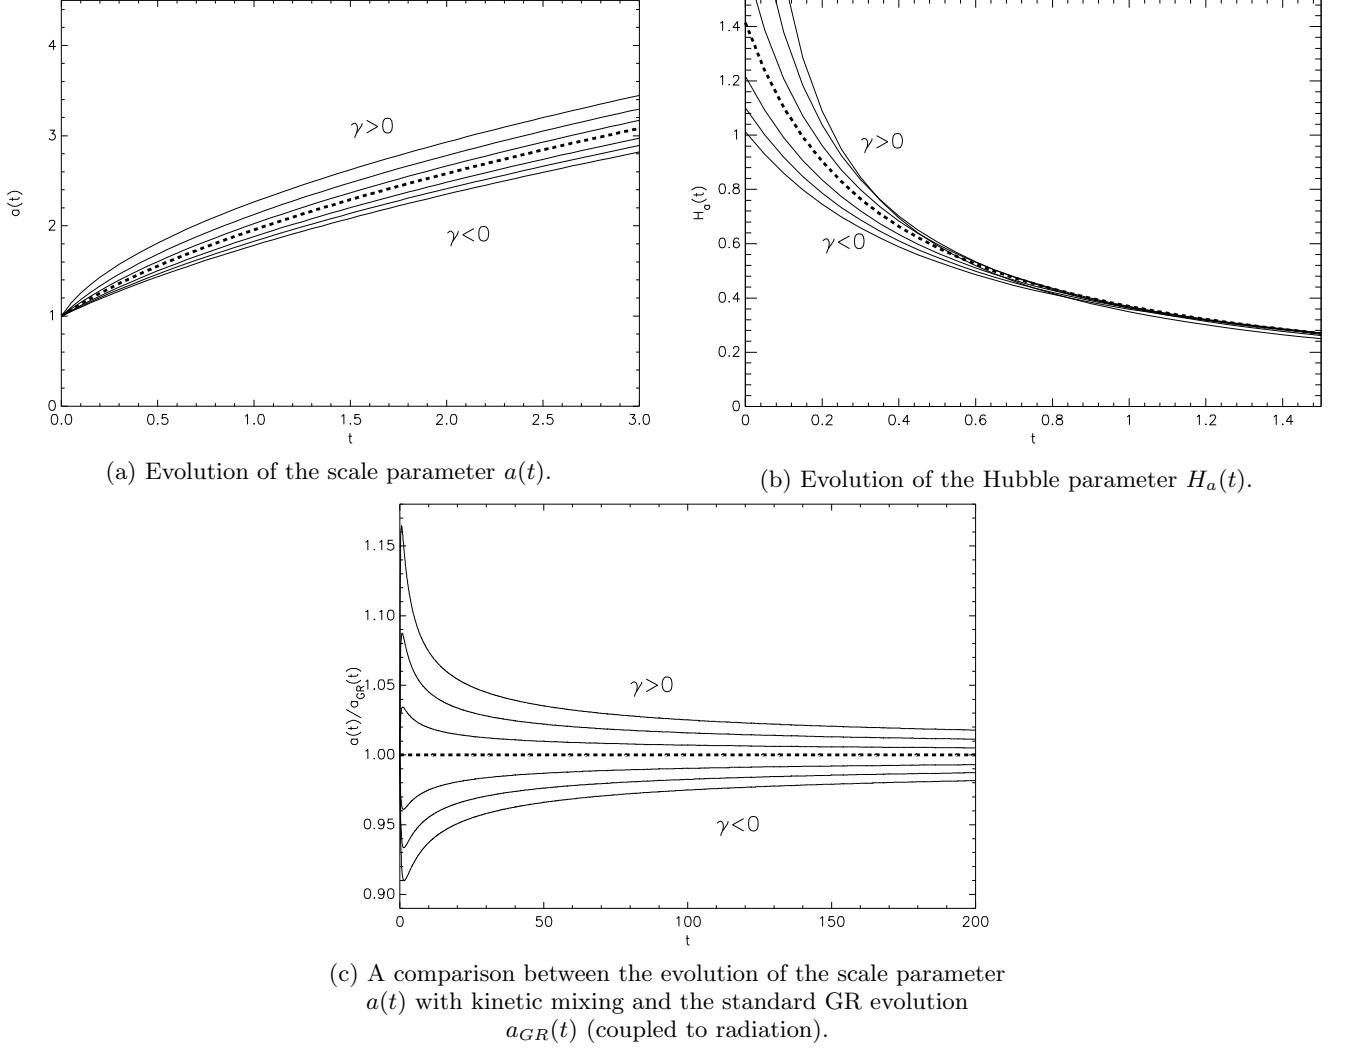 4
3
2
1
0
a(t)
γ>0
γ<0
0.0 0.5 1.0 1.5 2.0 2.5 3.0
t
(a) Evolution of the scale parameter a(t).
1.4
1.2
1
0.8
0.6
0.4
0.2
0
H_a(t)
γ>0
γ<0
0 0.2 0.4 0.6 0.8 1 1.2 1.4
t
(b) Evolution of the Hubble parameter H_a(t).
1.15
1.10
1.05
1.00
0.95
0.90
a(t)/a_GR(t)
γ>0
γ<0
0 50 100 150 200
t
(c) A comparison between the evolution of the scale parameter
a(t) with kinetic mixing and the standard GR evolution
a_GR(t) (coupled to radiation).